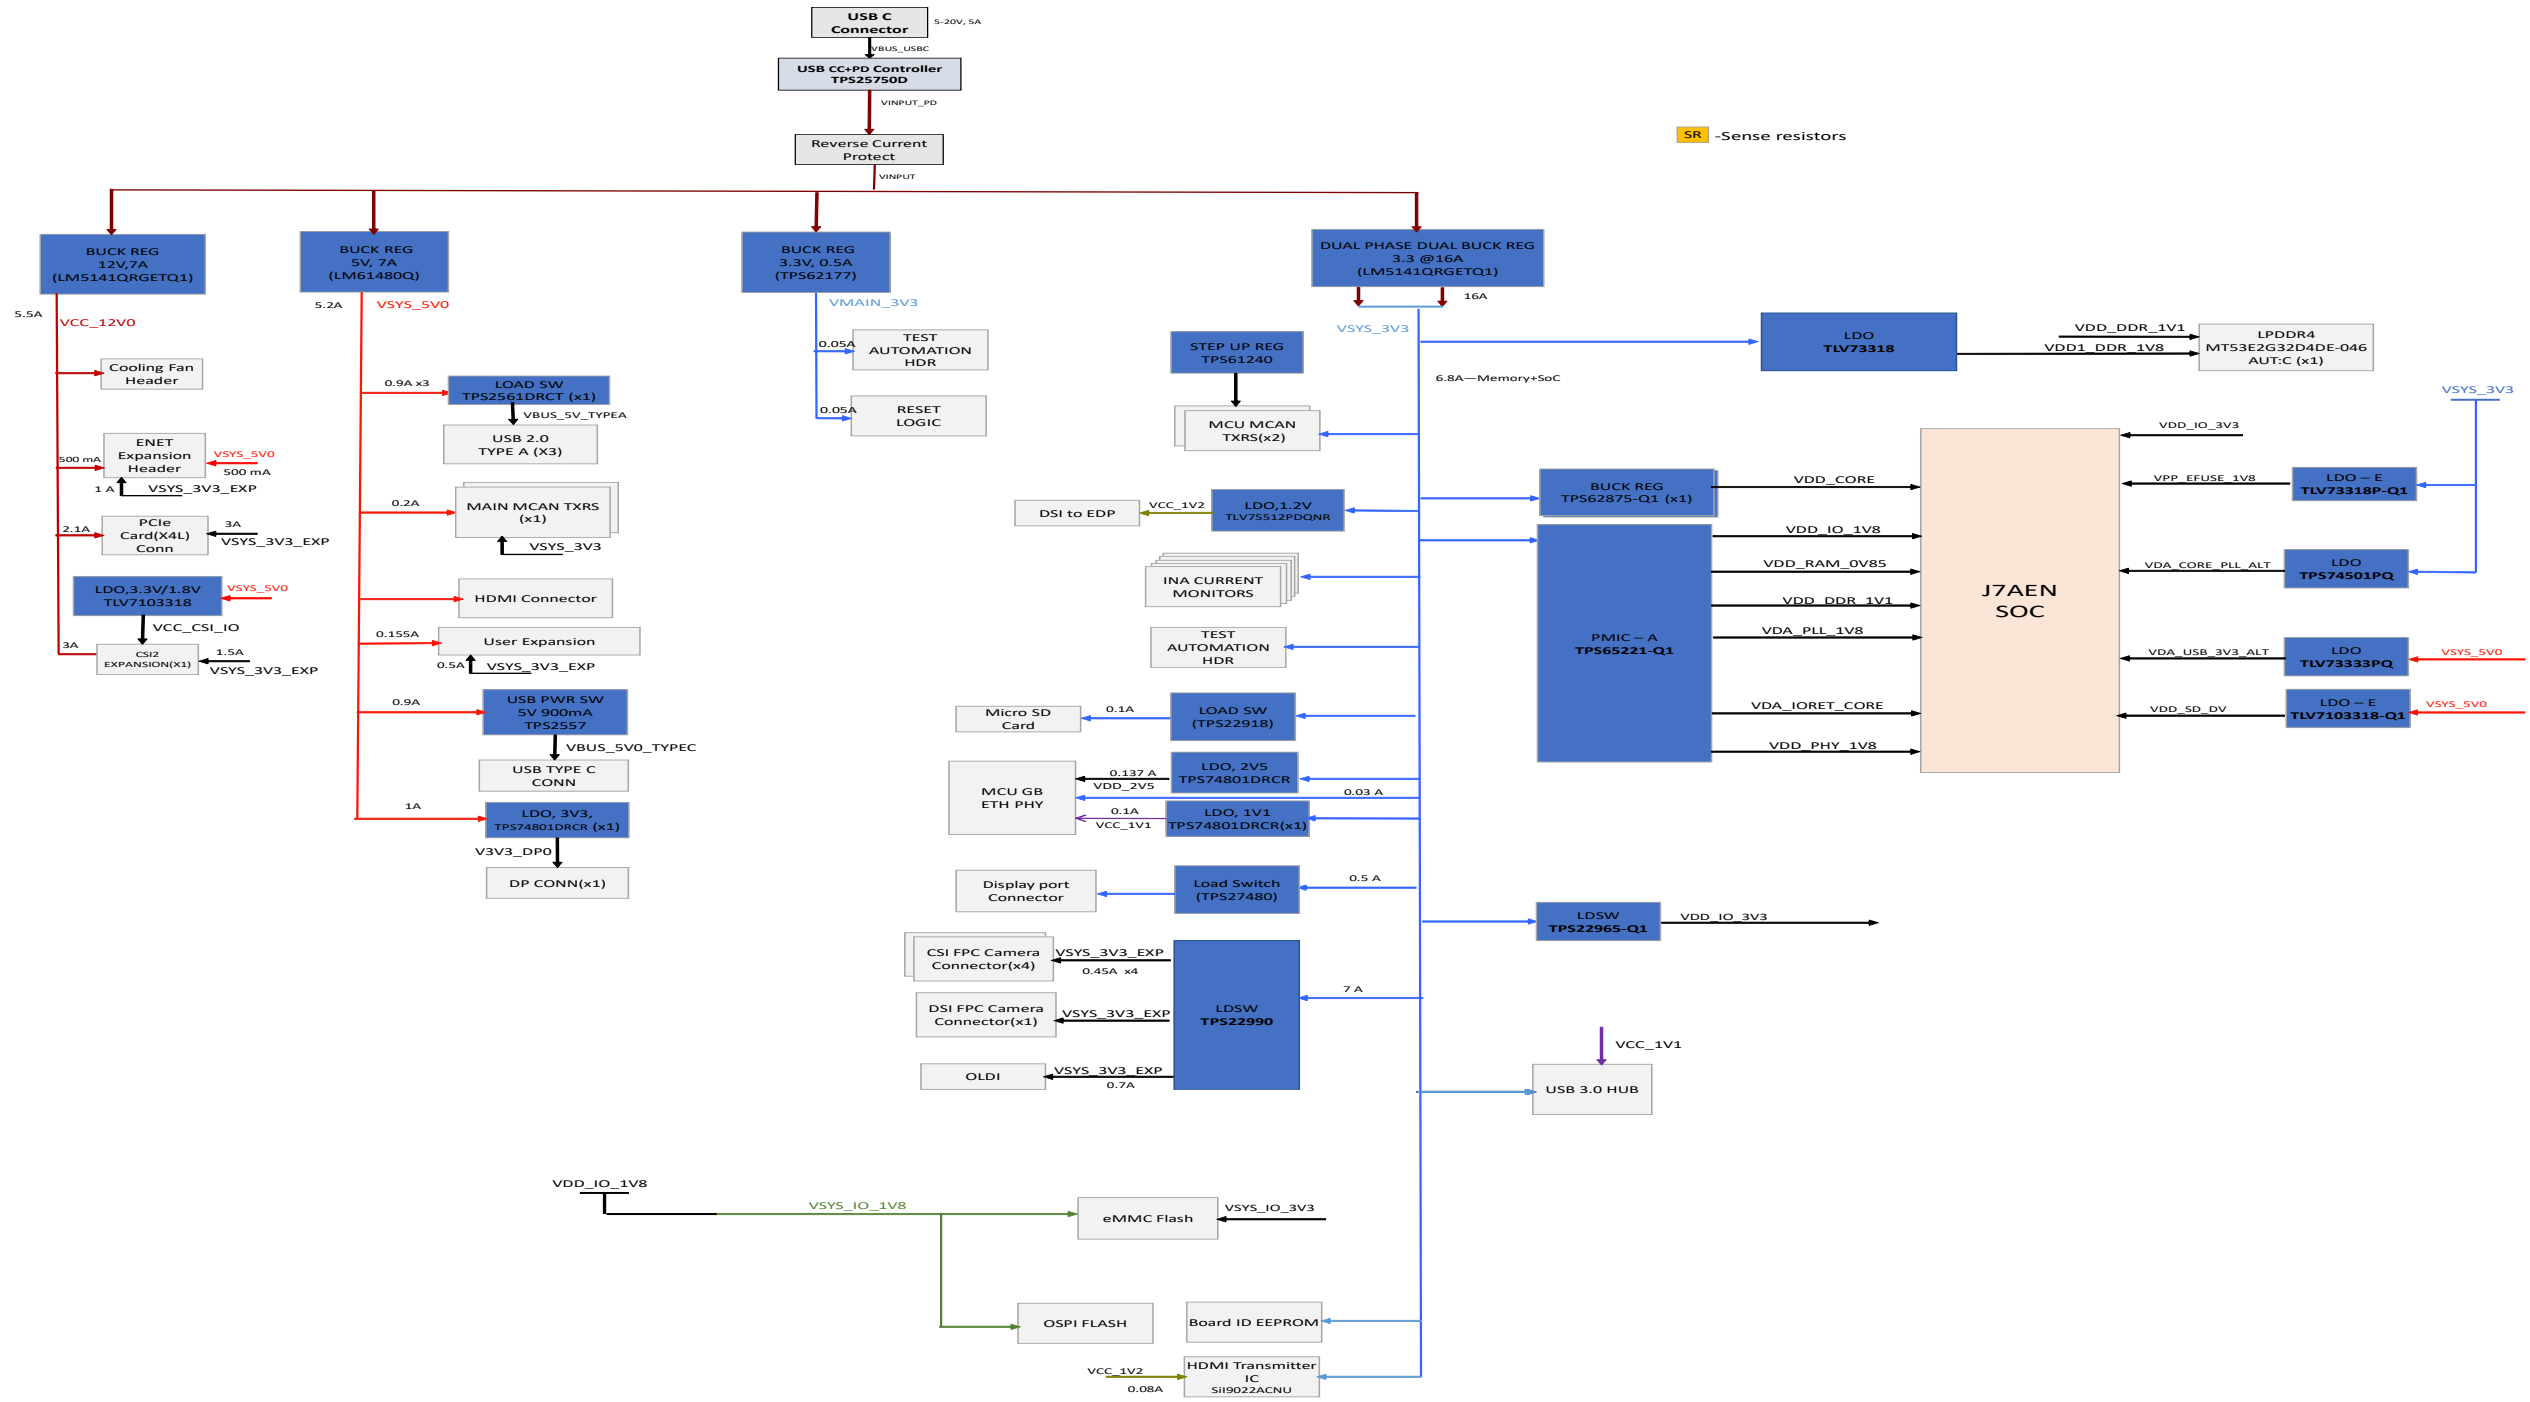 USB C
Connector
5-20V, 5A
VBUS_USBC
USB CC+PD Controller
TPS25750D
VINPUT_PD
Reverse Current
Protect
VINPUT
SR
-Sense resistors
BUCK REG
12V,7A
(LM5141QRGETQ1)
5.5A
VCC_12V0
Cooling Fan
Header
ENET
Expansion
Header
500 mA
VSYS_5V0
500 mA
1 A
VSYS_3V3_EXP
PCIe
Card(X4L)
Conn
2.1A
3A
VSYS_3V3_EXP
LDO,3.3V/1.8V
TLV7103318
VSYS_5V0
VCC_CSI_IO
3A
CSI2
EXPANSION(X1)
1.5A
VSYS_3V3_EXP
BUCK REG
5V, 7A
(LM61480Q)
5.2A
VSYS_5V0
0.9A x3
LOAD SW
TPS2561DRCT (x1)
VBUS_5V_TYPEA
USB 2.0
TYPE A (X3)
0.2A
MAIN MCAN TXRS
(x1)
VSYS_3V3
HDMI Connector
0.155A
User Expansion
0.5A
VSYS_3V3_EXP
0.9A
USB PWR SW
5V 900mA
TPS2557
VBUS_5V0_TYPEC
USB TYPE C
CONN
1A
LDO, 3V3,
TPS74801DRCR (x1)
V3V3_DP0
DP CONN(x1)
BUCK REG
3.3V, 0.5A
(TPS62177)
VMAIN_3V3
0.05A
TEST
AUTOMATION
HDR
0.05A
RESET
LOGIC
DUAL PHASE DUAL BUCK REG
3.3 @16A
(LM5141QRGETQ1)
16A
VSYS_3V3
6.8A—Memory+SoC
STEP UP REG
TPS61240
MCU MCAN
TXRS(x2)
DSI to EDP
VCC_1V2
LDO,1.2V
TLV75512PDQNR
INA CURRENT
MONITORS
TEST
AUTOMATION
HDR
Micro SD
Card
0.1A
LOAD SW
(TPS22918)
MCU GB
ETH PHY
0.137 A
VDD_2V5
LDO, 2V5
TPS74801DRCR
0.03 A
0.1A
VCC_1V1
LDO, 1V1
TPS74801DRCR(x1)
Display port
Connector
Load Switch
(TPS27480)
0.5 A
CSI FPC Camera
Connector(x4)
VSYS_3V3_EXP
0.45A x4
DSI FPC Camera
Connector(x1)
VSYS_3V3_EXP
LDSW
TPS22990
7 A
OLDI
VSYS_3V3_EXP
0.7A
LDO
TLV73318
VDD_DDR_1V1
VDD1_DDR_1V8
LPDDR4
MT53E2G32D4DE-046
AUT:C (x1)
BUCK REG
TPS62875-Q1 (x1)
VDD_CORE
PMIC – A
TPS65221-Q1
VDD_IO_1V8
VDD_RAM_0V85
VDD_DDR_1V1
VDA_PLL_1V8
VDA_IORET_CORE
VDD_PHY_1V8
J7AEN
SOC
VSYS_3V3
VDD_IO_3V3
VPP_EFUSE_1V8
LDO – E
TLV73318P-Q1
VDA_CORE_PLL_ALT
LDO
TPS74501PQ
VDA_USB_3V3_ALT
LDO
TLV73333PQ
VSYS_5V0
VDD_SD_DV
LDO – E
TLV7103318-Q1
VSYS_5V0
LDSW
TPS22965-Q1
VDD_IO_3V3
VCC_1V1
USB 3.0 HUB
VDD_IO_1V8
VSYS_IO_1V8
eMMC Flash
VSYS_IO_3V3
OSPI FLASH
Board ID EEPROM
VCC_1V2
0.08A
HDMI Transmitter
IC
SiI9022ACNU